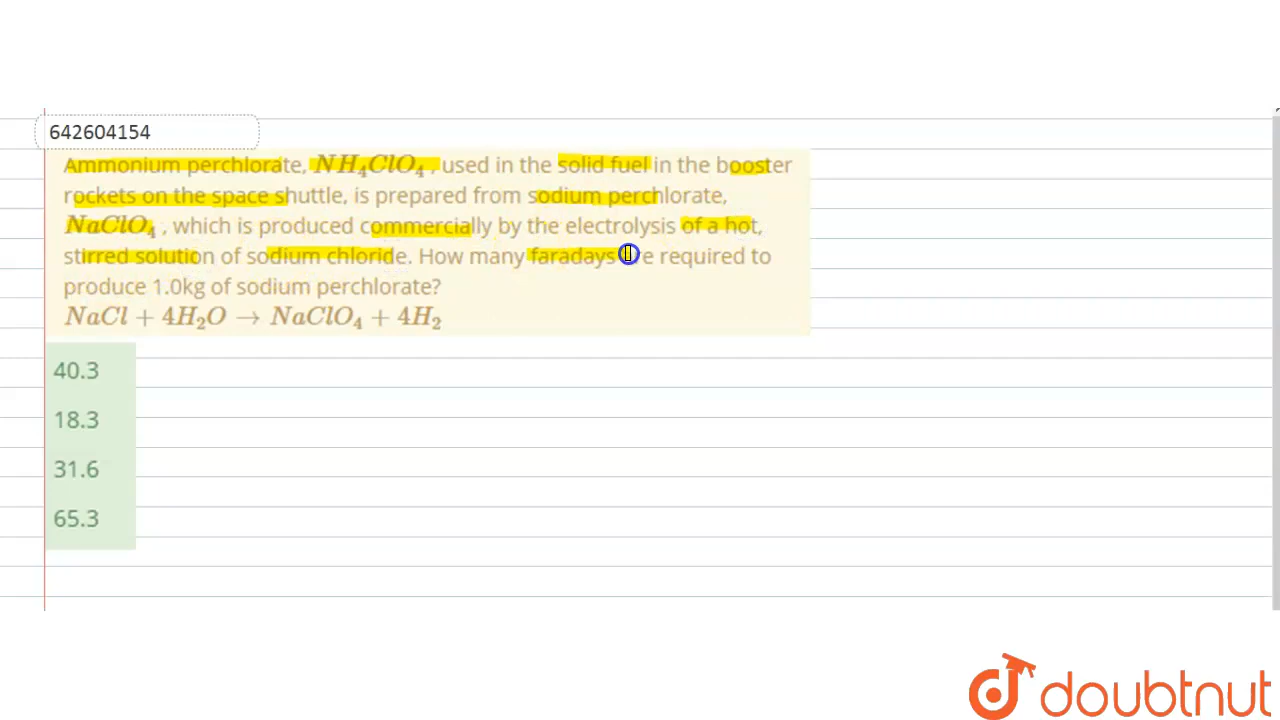 642604154
Ammonium perchlorate, NH₄ClO₄, used in the solid fuel in the booster
rockets on the space shuttle, is prepared from sodium perchlorate,
NaClO₄, which is produced commercially by the electrolysis of a hot,
stirred solution of sodium chloride. How many faradays are required to
produce 1.0kg of sodium perchlorate?
NaCl + 4H₂O → NaClO₄ + 4H₂
40.3
18.3
31.6
65.3
doubtnut